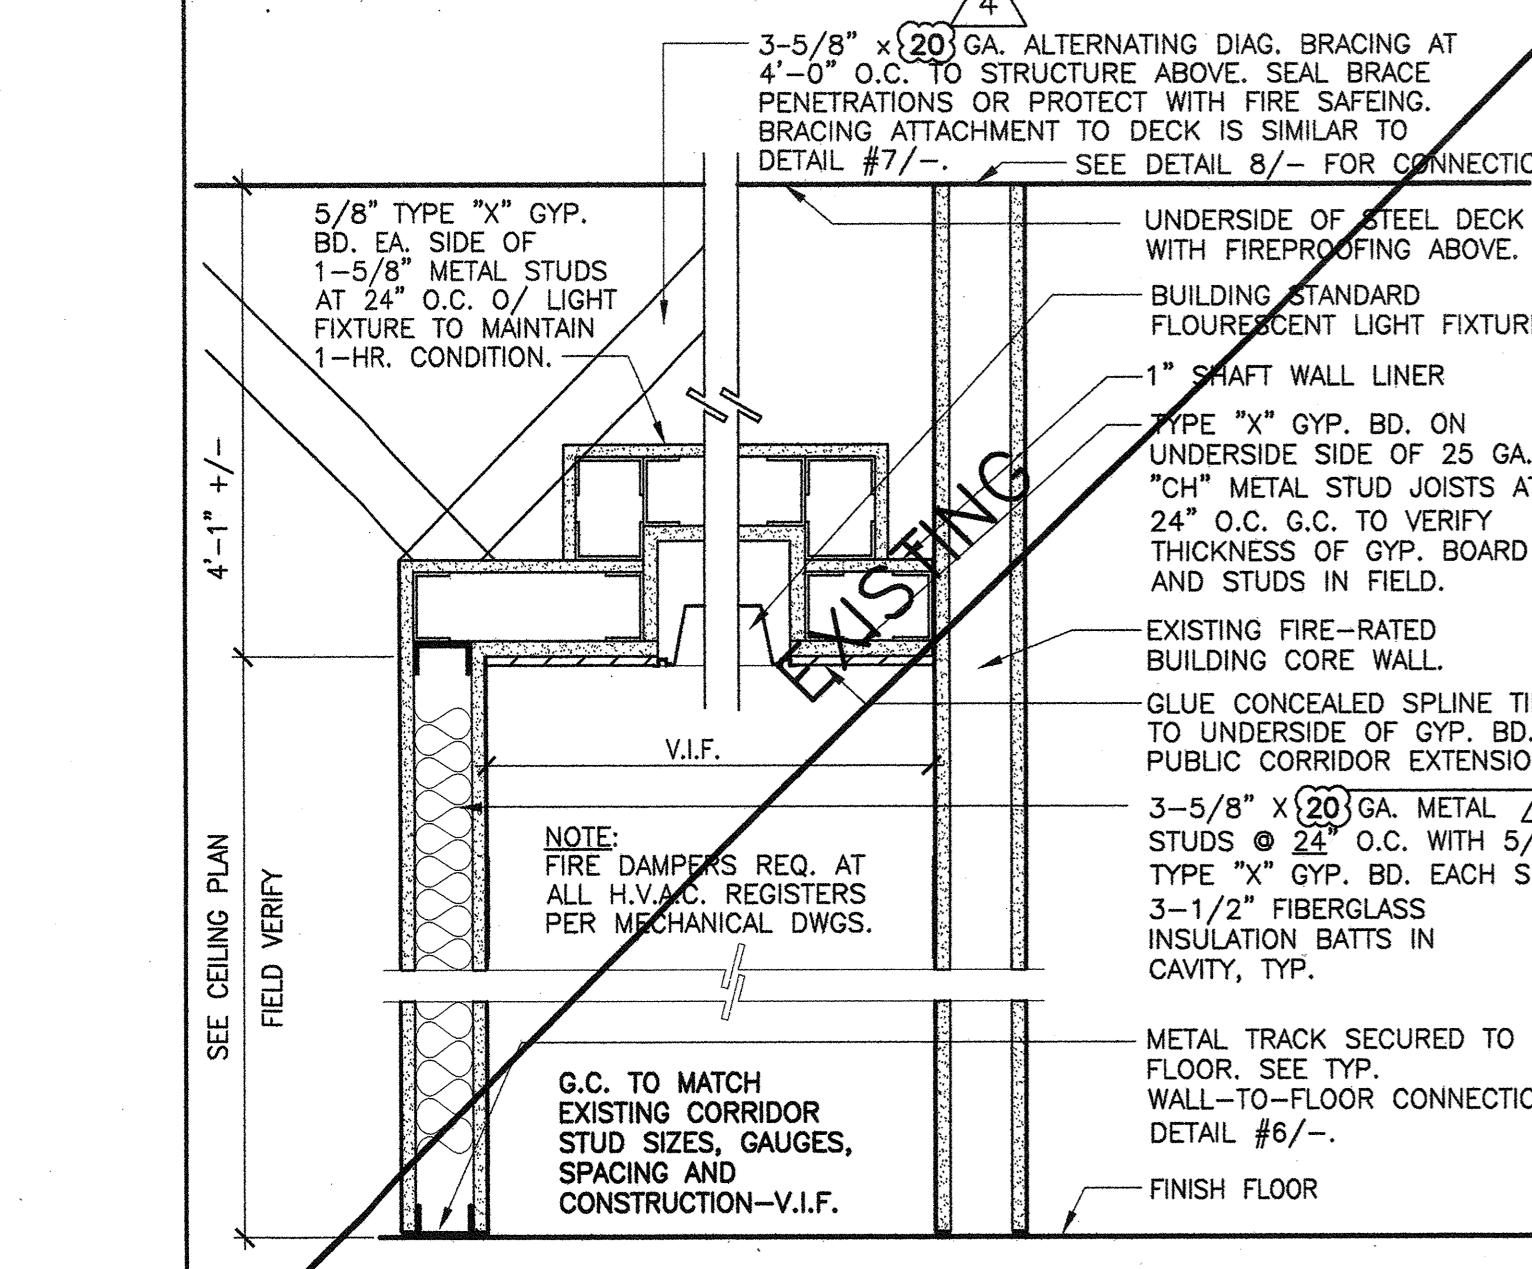 4
3-5/8" x 20 GA. ALTERNATING DIAG. BRACING AT
4'-0" O.C. TO STRUCTURE ABOVE. SEAL BRACE
PENETRATIONS OR PROTECT WITH FIRE SAFEING.
BRACING ATTACHMENT TO DECK IS SIMILAR TO
DETAIL #7/-.
SEE DETAIL 8/- FOR CONNECTIO
5/8" TYPE "X" GYP.
BD. EA. SIDE OF
1-5/8" METAL STUDS
AT 24" O.C. O/ LIGHT
FIXTURE TO MAINTAIN
1-HR. CONDITION.
UNDERSIDE OF STEEL DECK
WITH FIREPROOFING ABOVE.
BUILDING STANDARD
FLOURESCENT LIGHT FIXTUR
1" SHAFT WALL LINER
TYPE "X" GYP. BD. ON
UNDERSIDE SIDE OF 25 GA.
"CH" METAL STUD JOISTS AT
24" O.C. G.C. TO VERIFY
THICKNESS OF GYP. BOARD
AND STUDS IN FIELD.
4'-1" +/-
EXISTING
EXISTING FIRE-RATED
BUILDING CORE WALL.
GLUE CONCEALED SPLINE TI
TO UNDERSIDE OF GYP. BD.
PUBLIC CORRIDOR EXTENSIO
V.I.F.
3-5/8" X 20 GA. METAL
STUDS @ 24" O.C. WITH 5/
TYPE "X" GYP. BD. EACH S
3-1/2" FIBERGLASS
INSULATION BATTS IN
CAVITY, TYP.
NOTE:
FIRE DAMPERS REQ. AT
ALL H.V.A.C. REGISTERS
PER MECHANICAL DWGS.
SEE CEILING PLAN
FIELD VERIFY
METAL TRACK SECURED TO
FLOOR. SEE TYP.
WALL-TO-FLOOR CONNECTIO
DETAIL #6/-.
G.C. TO MATCH
EXISTING CORRIDOR
STUD SIZES, GAUGES,
SPACING AND
CONSTRUCTION-V.I.F.
FINISH FLOOR